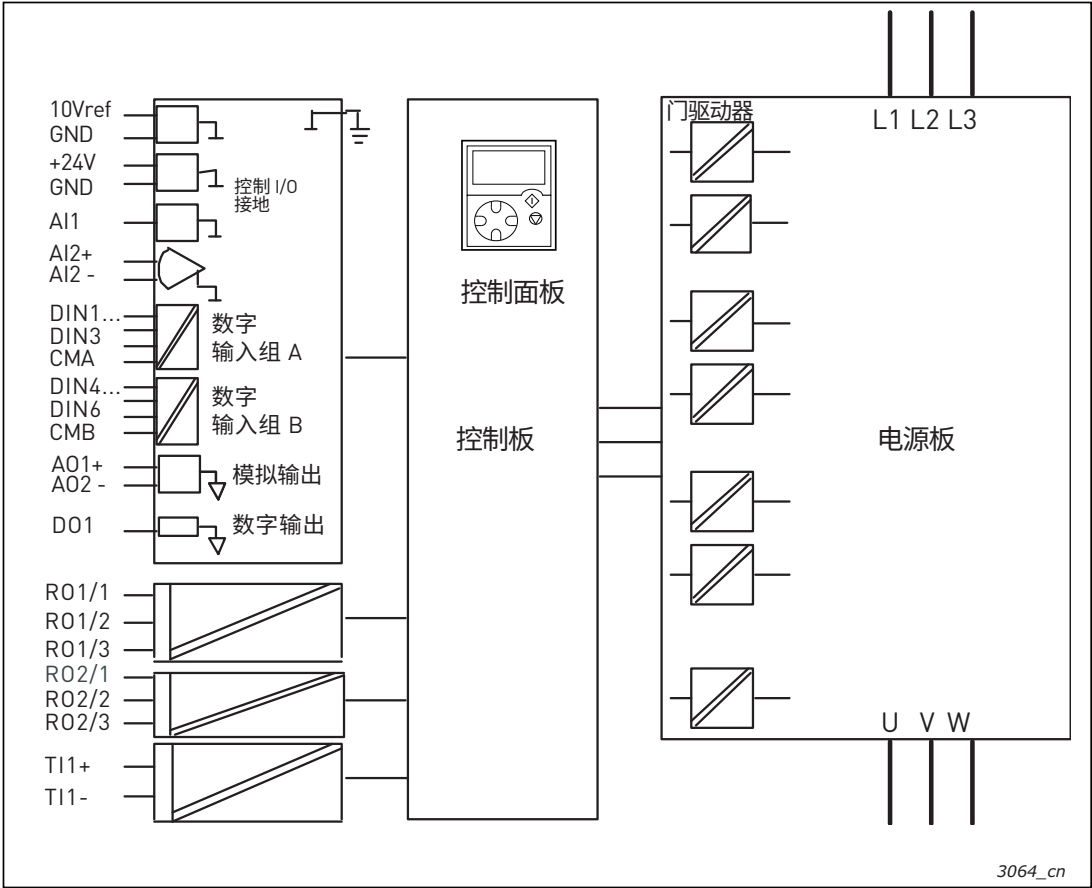 10Vref
GND
+24V
GND
控制 I/O
接地
AI1
AI2+
AI2 -
DIN1...
DIN3
CMA
数字
输入组 A
DIN4...
DIN6
CMB
数字
输入组 B
AO1+
AO2 -
模拟输出
DO1
数字输出
RO1/1
RO1/2
RO1/3
RO2/1
RO2/2
RO2/3
TI1+
TI1-
控制面板
控制板
门驱动器
L1 L2 L3
电源板
U V W
3064_cn